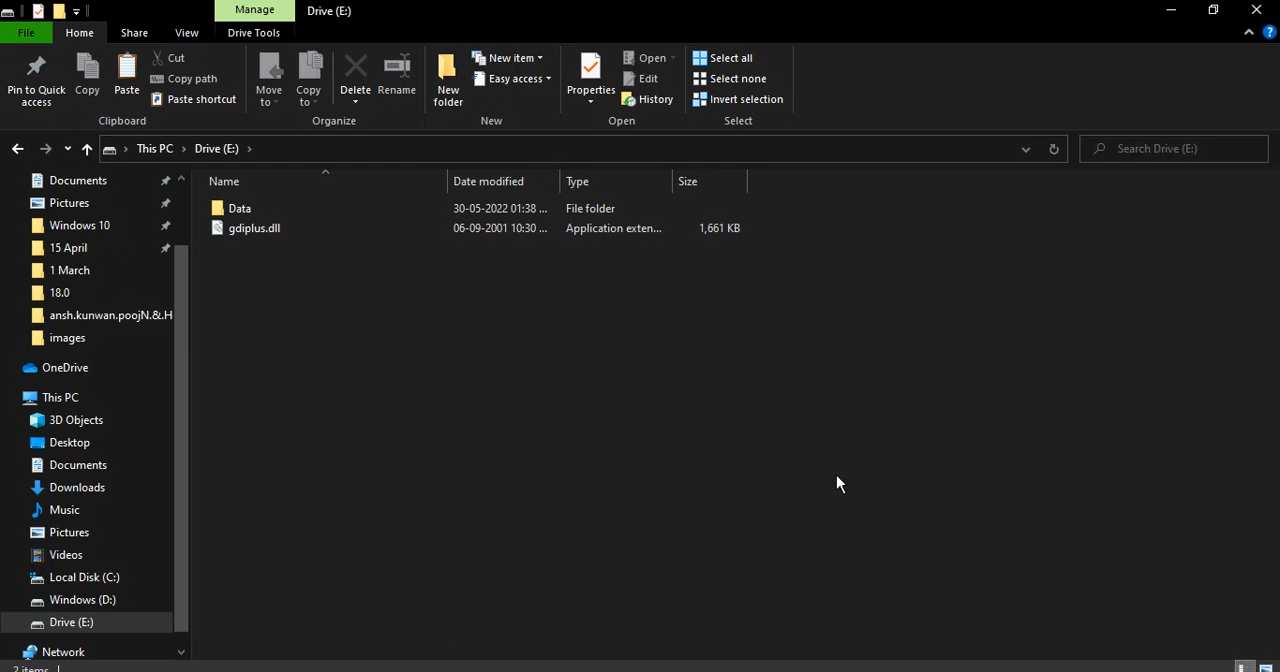 Manage
Drive (E:)
File
Home
Share
View
Drive Tools
Pin to Quick
access
Copy
Paste
Cut
Copy path
Paste shortcut
Clipboard
Move
to
Copy
to
Delete
Rename
Organize
New
folder
New item
Easy access
New
Properties
Open
Edit
History
Open
Select all
Select none
Invert selection
Select
This PC
Drive (E:)
Search Drive (E:)
Documents
Pictures
Windows 10
15 April
1 March
18.0
ansh.kunwan.poojN.&.H
images
OneDrive
This PC
3D Objects
Desktop
Documents
Downloads
Music
Pictures
Videos
Local Disk (C:)
Windows (D:)
Drive (E:)
Network
Name Date modified Type Size
Data 30-05-2022 01:38 ... File folder
gdiplus.dll 06-09-2001 10:30 ... Application exten... 1,661 KB
2 items